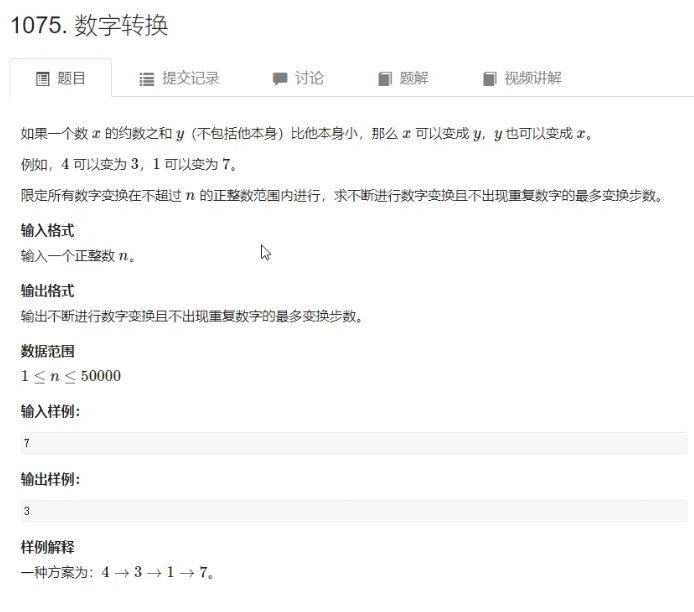 1075. 数字转换
题目 提交记录 讨论 题解 视频讲解
如果一个数 x 的约数之和 y（不包括他本身）比他本身小，那么 x 可以变成 y，y 也可以变成 x。
例如，4 可以变为 3，1 可以变为 7。
限定所有数字变换在不超过 n 的正整数范围内进行，求不断进行数字变换且不出现重复数字的最多变换步数。
输入格式
输入一个正整数 n。
输出格式
输出不断进行数字变换且不出现重复数字的最多变换步数。
数据范围
1 ≤ n ≤ 50000
输入样例：
7
输出样例：
3
样例解释
一种方案为：4 → 3 → 1 → 7。